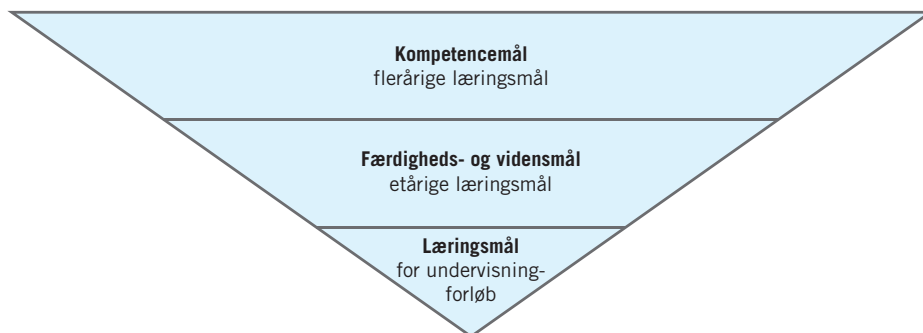 Kompetencemål
flerårige læringsmål
Færdigheds- og vidensmål
etårige læringsmål
Læringsmål
for undervisning-
forløb